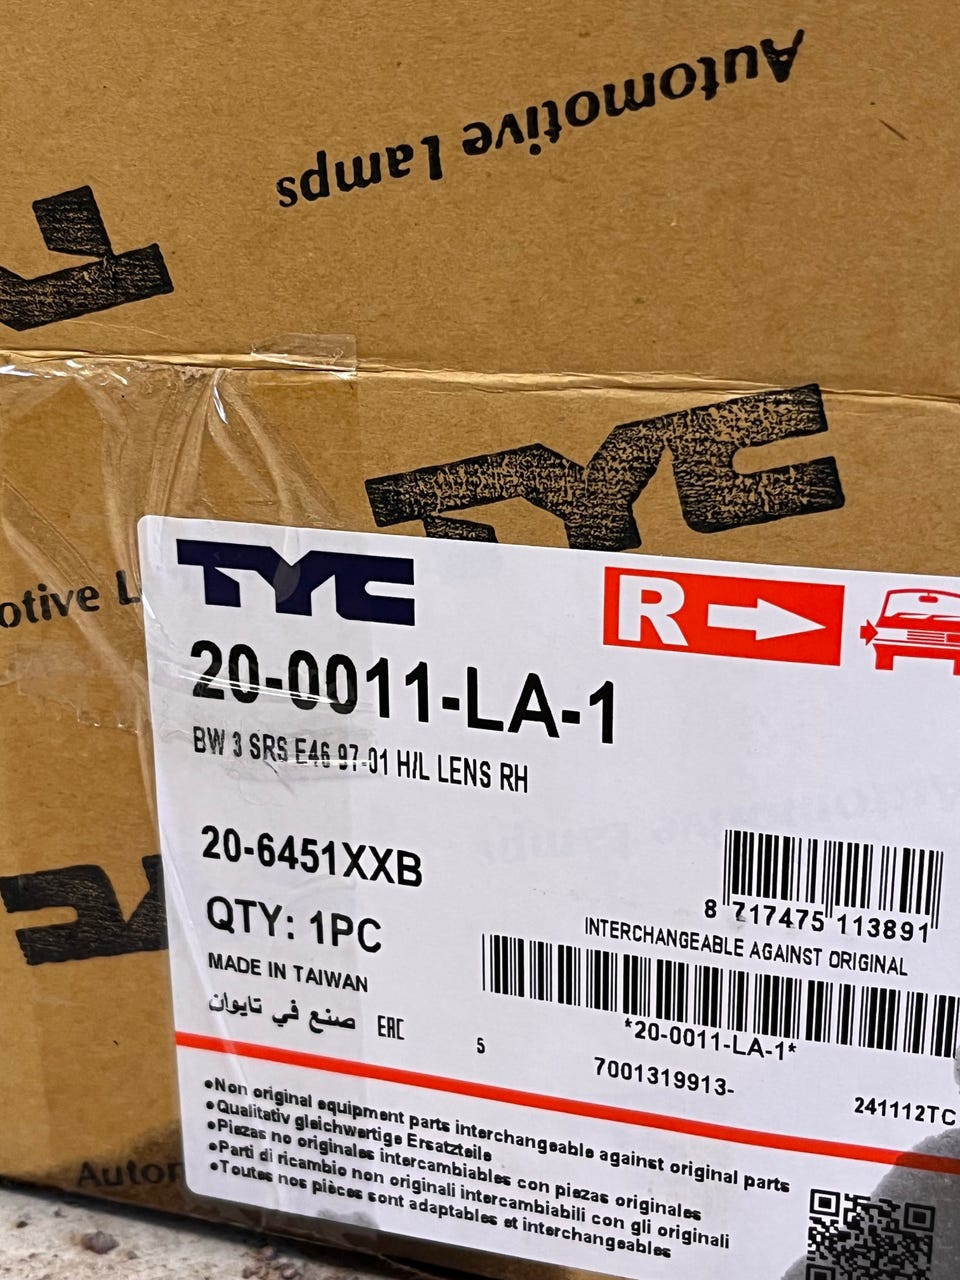 Automotive Lamps
TYC
otive L
TYC
R
20-0011-LA-1
BW 3 SRS E46 97-01 H/L LENS RH
20-6451XXB
QTY: 1PC
MADE IN TAIWAN
صنع في تايوان
EAC
8 717475 113891
INTERCHANGEABLE AGAINST ORIGINAL
*20-0011-LA-1*
5
7001319913-
241112TC
•Non original equipment parts interchangeable against original parts
•Qualitativ gleichwertige Ersatzteile
•Piezas no originales intercambiables con piezas originales
•Parti di ricambio non originali intercambiabili con gli originali
•Toutes nos pièces sont adaptables et interchangeables
Autom